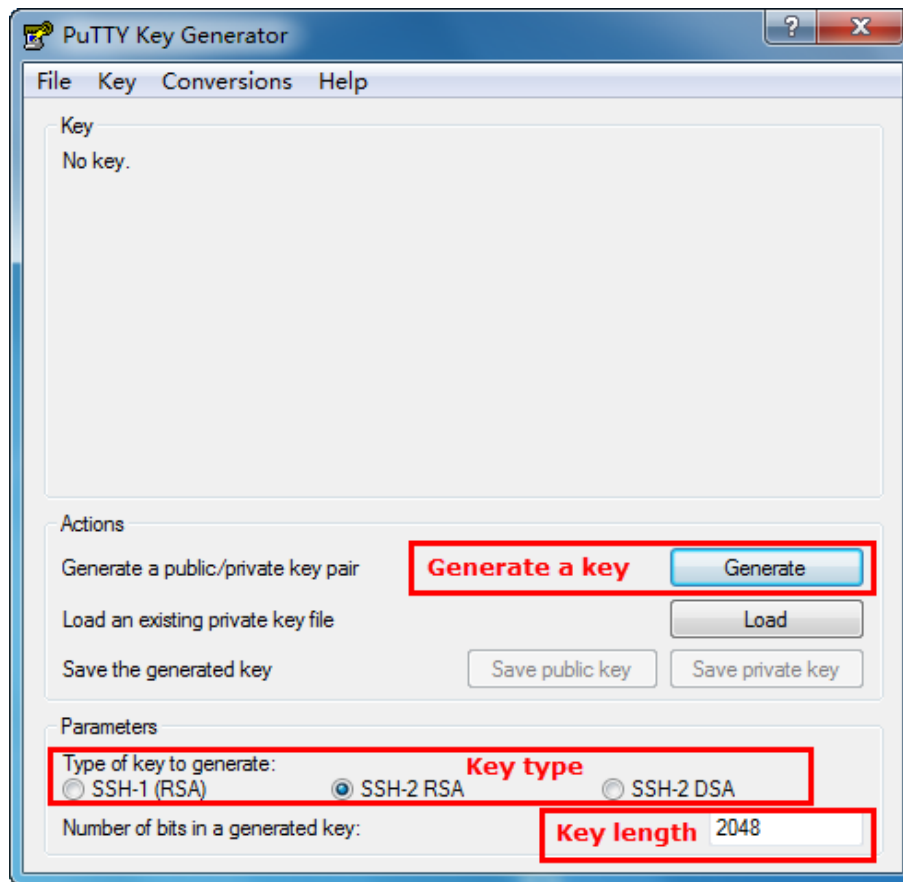 PuTTY Key Generator
File Key Conversions Help
Key
No key.
Actions
Generate a public/private key pair Generate a key Generate
Load an existing private key file Load
Save the generated key Save public key Save private key
Parameters
Type of key to generate: Key type
SSH-1 (RSA) SSH-2 RSA SSH-2 DSA
Number of bits in a generated key: Key length 2048